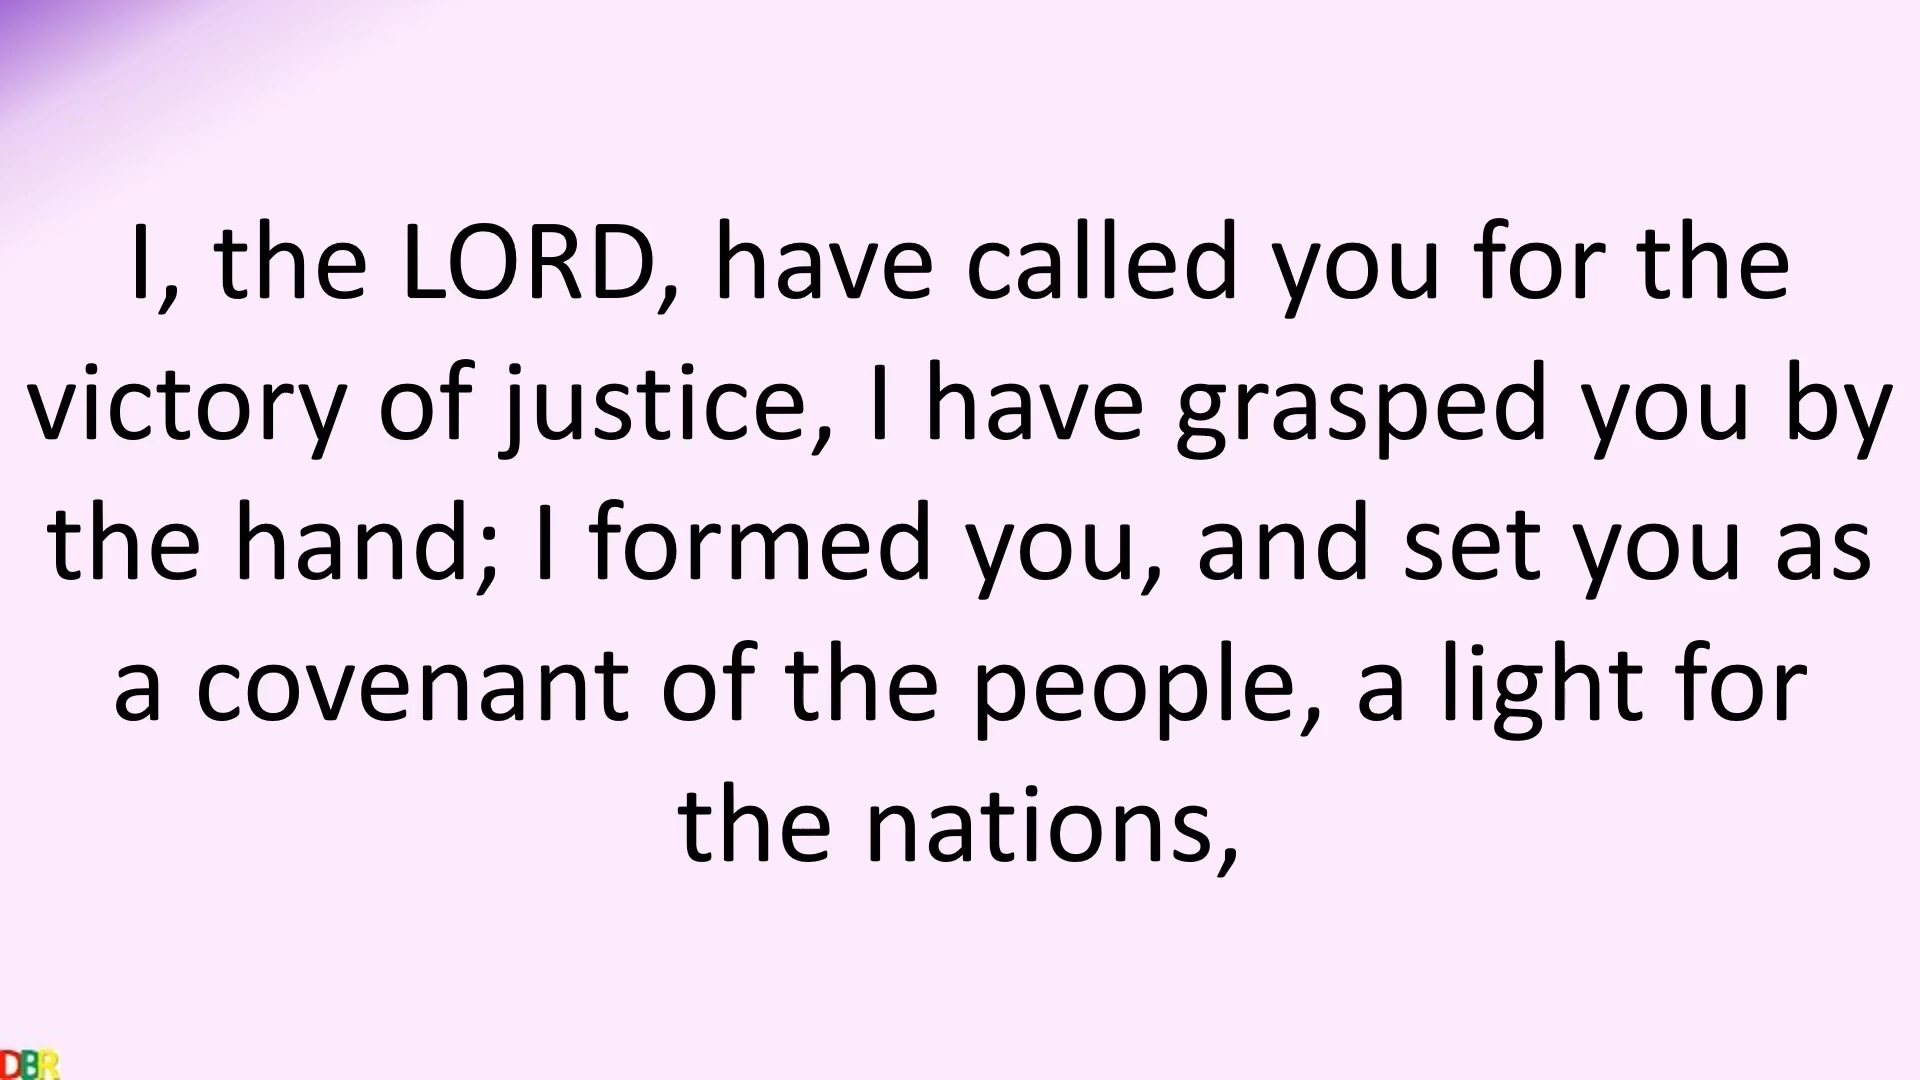 I, the LORD, have called you for the
victory of justice, I have grasped you by
the hand; I formed you, and set you as
a covenant of the people, a light for
the nations,
DBR